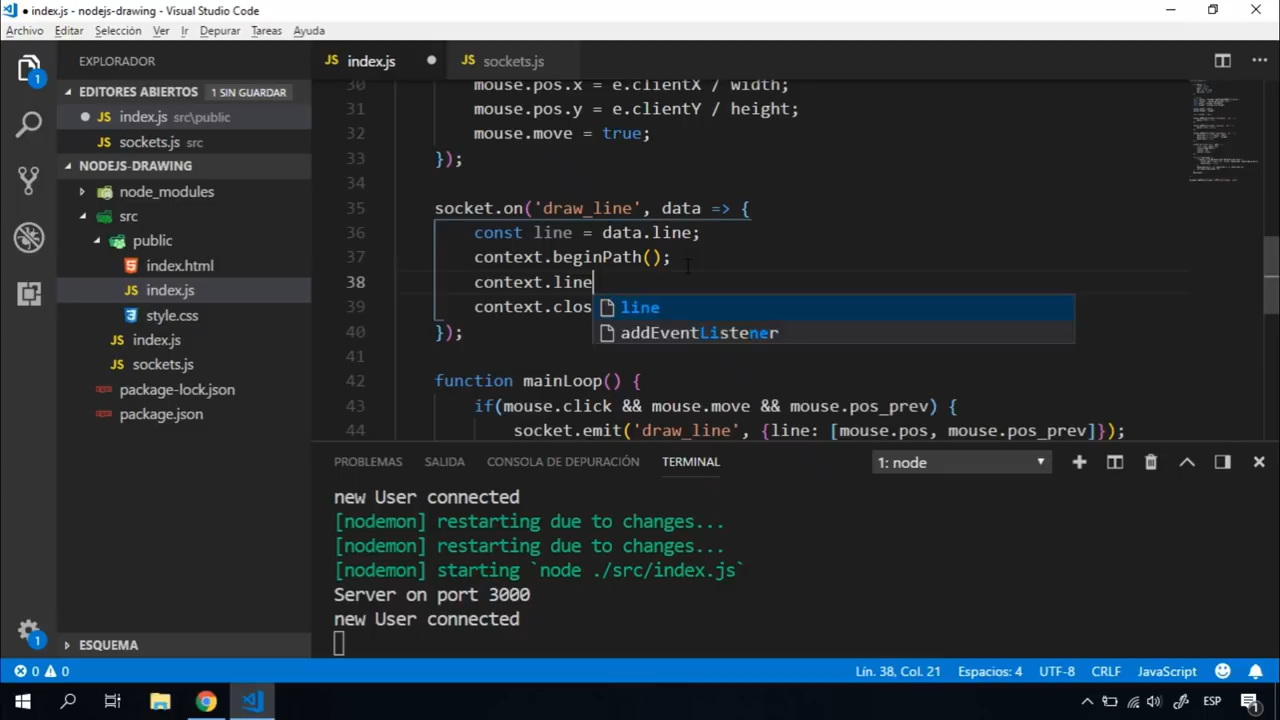 index.js - nodejs-drawing - Visual Studio Code
Archivo Editar Selección Ver Ir Depurar Tareas Ayuda
EXPLORADOR
index.js
sockets.js
EDITORES ABIERTOS 1 SIN GUARDAR
index.js src\public
sockets.js src
NODEJS-DRAWING
node_modules
src
public
index.html
index.js
style.css
index.js
sockets.js
package-lock.json
package.json
ESQUEMA
30 mouse.pos.x = e.clientX / width;
31 mouse.pos.y = e.clientY / height;
32 mouse.move = true;
33 });
34
35 socket.on('draw_line', data => {
36 const line = data.line;
37 context.beginPath();
38 context.line
39 context.clos
line
addEventListener
40 });
41
42 function mainLoop() {
43 if(mouse.click && mouse.move && mouse.pos_prev) {
44 socket.emit('draw_line', {line: [mouse.pos, mouse.pos_prev]});
PROBLEMAS SALIDA CONSOLA DE DEPURACIÓN TERMINAL 1: node
new User connected
[nodemon] restarting due to changes...
[nodemon] restarting due to changes...
[nodemon] starting `node ./src/index.js`
Server on port 3000
new User connected
0 0 Lín. 38, Col. 21 Espacios: 4 UTF-8 CRLF JavaScript
ESP